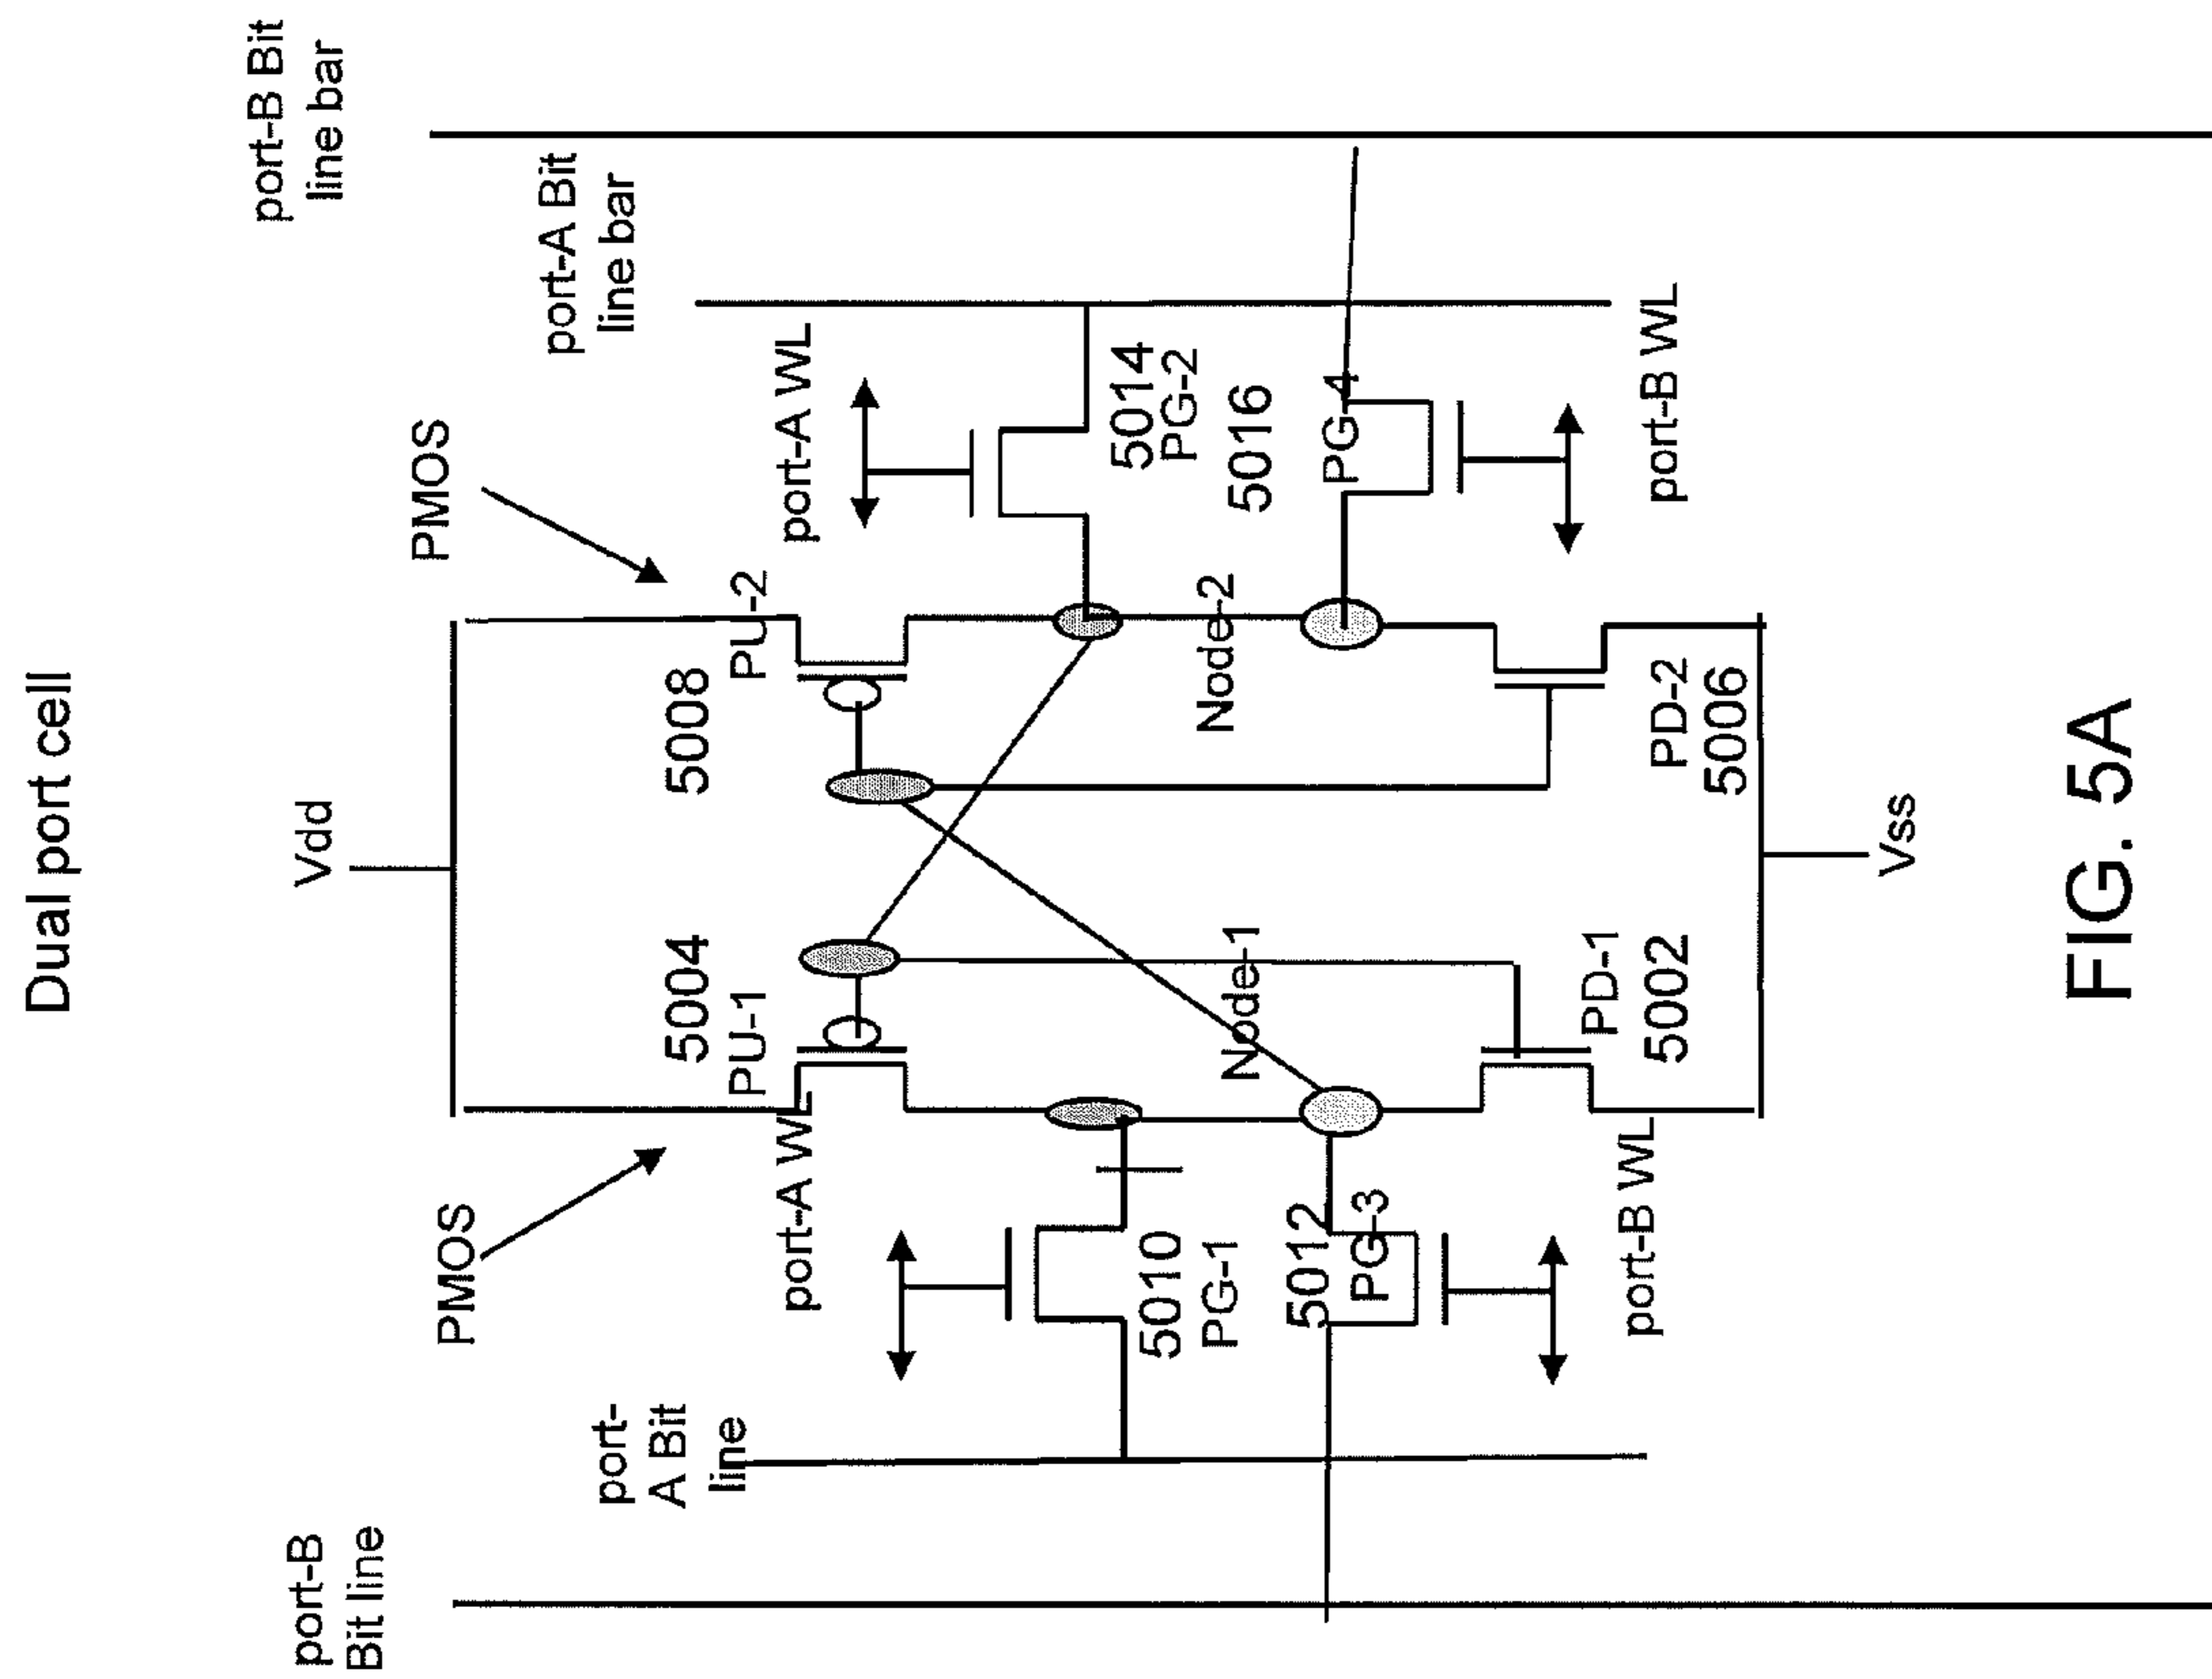 Dual port cell
port-B
Bit line
Vdd
port-B Bit
line bar
port-
A Bit
line
PMOS
PMOS
port-A Bit
line bar
5004
PU-1
5008
PU-2
port-A WL
port-A WL
5010
PG-1
Node-1
Node-2
5014
PG-2
5012
PG-3
5016
PG-4
PD-1
5002
PD-2
5006
port-B WL
port-B WL
Vss
FIG. 5A